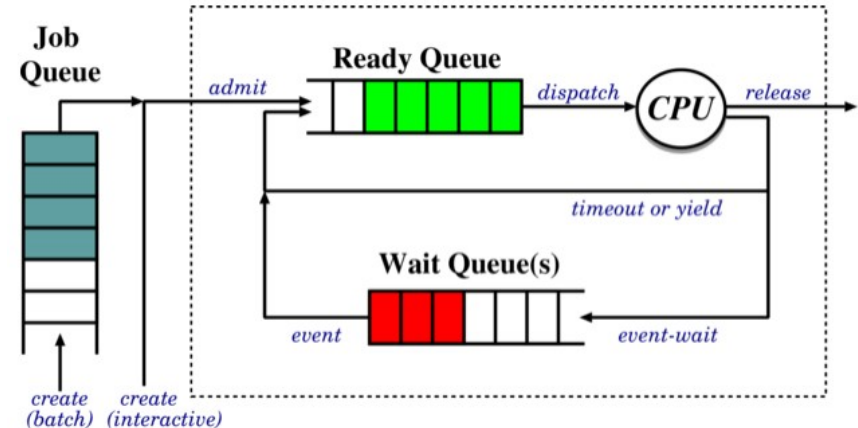 Job
Queue
Ready Queue
admit
dispatch
CPU
release
timeout or yield
Wait Queue(s)
event
event-wait
create
(batch)
create
(interactive)